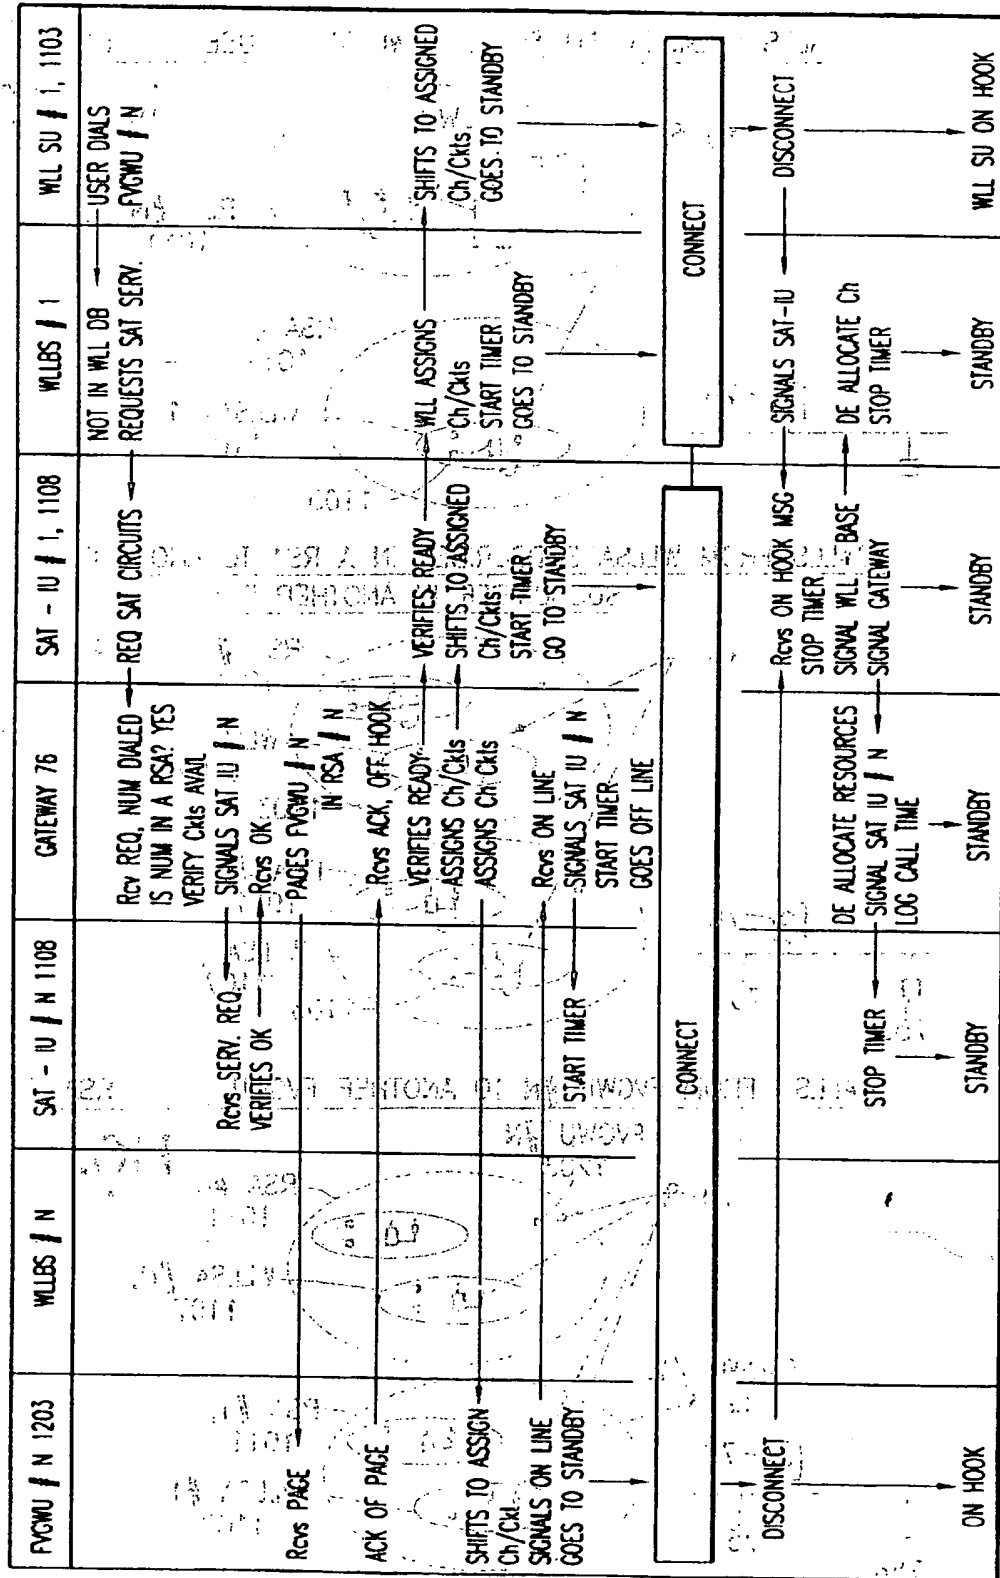 FVGWU # N 1203
WLLBS # N
SAT - IU # N 1108
GATEWAY 76
SAT - IU # 1, 1108
WLLBS # 1
WLL SU # 1, 1103
USER DIALS
FVGWU # N
NOT IN WLL DB
REQUESTS SAT SERV.
REQ SAT CIRCUITS
Rcv REQ, NUM DIALED
IS NUM IN A RSA? YES
VERIFY Ckts AVAIL
SIGNALS SAT IU # N
Rcvs SERV. REQ.
VERIFIES OK
Rcvs OK
PAGES FVGWU # N
IN RSA # N
Rcvs PAGE
ACK OF PAGE
Rcvs ACK, OFF HOOK
VERIFIES READY
VERIFIES READY
WLL ASSIGNS
Ch/Ckts
START TIMER
GOES TO STANDBY
SHIFTS TO ASSIGNED
Ch/Ckts
GOES TO STANDBY
ASSIGNS Ch/Ckts
SHIFTS TO ASSIGNED
Ch/Ckts
START TIMER
GO TO STANDBY
ASSIGNS Ch Ckts
SHIFTS TO ASSIGN
Ch/Ckt
SIGNALS ON LINE
GOES TO STANDBY
Rcvs ON LINE
SIGNALS SAT IU # N
START TIMER
GOES OFF LINE
START TIMER
CONNECT
CONNECT
DISCONNECT
DISCONNECT
SIGNALS SAT-IU
Rcvs ON HOOK MSG
STOP TIMER
SIGNAL WLL BASE
SIGNAL GATEWAY
DE ALLOCATE Ch
STOP TIMER
DE ALLOCATE RESOURCES
SIGNAL SAT IU # N
LOG CALL TIME
STOP TIMER
ON HOOK
STANDBY
STANDBY
STANDBY
STANDBY
WLL SU ON HOOK